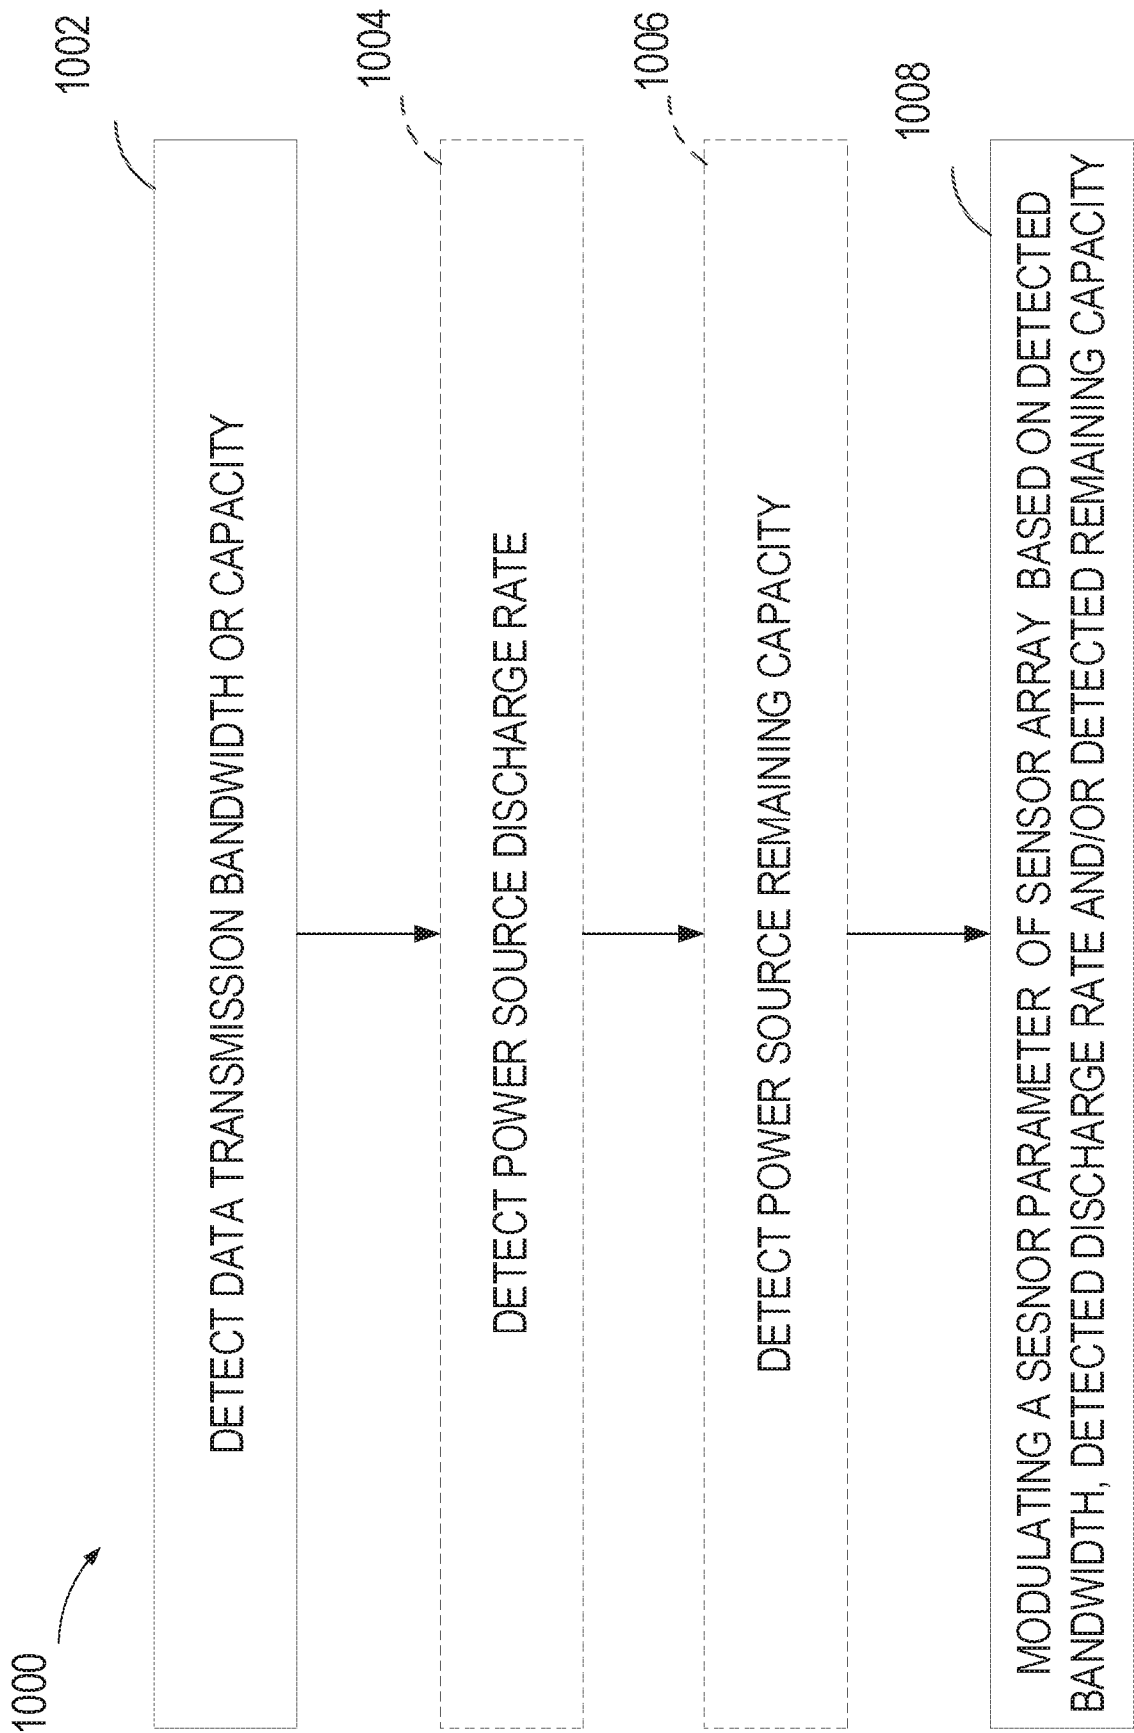 1000
1002
DETECT DATA TRANSMISSION BANDWIDTH OR CAPACITY
1004
DETECT POWER SOURCE DISCHARGE RATE
1006
DETECT POWER SOURCE REMAINING CAPACITY
1008
MODULATING A SESNOR PARAMETER OF SENSOR ARRAY BASED ON DETECTED
BANDWIDTH, DETECTED DISCHARGE RATE AND/OR DETECTED REMAINING CAPACITY